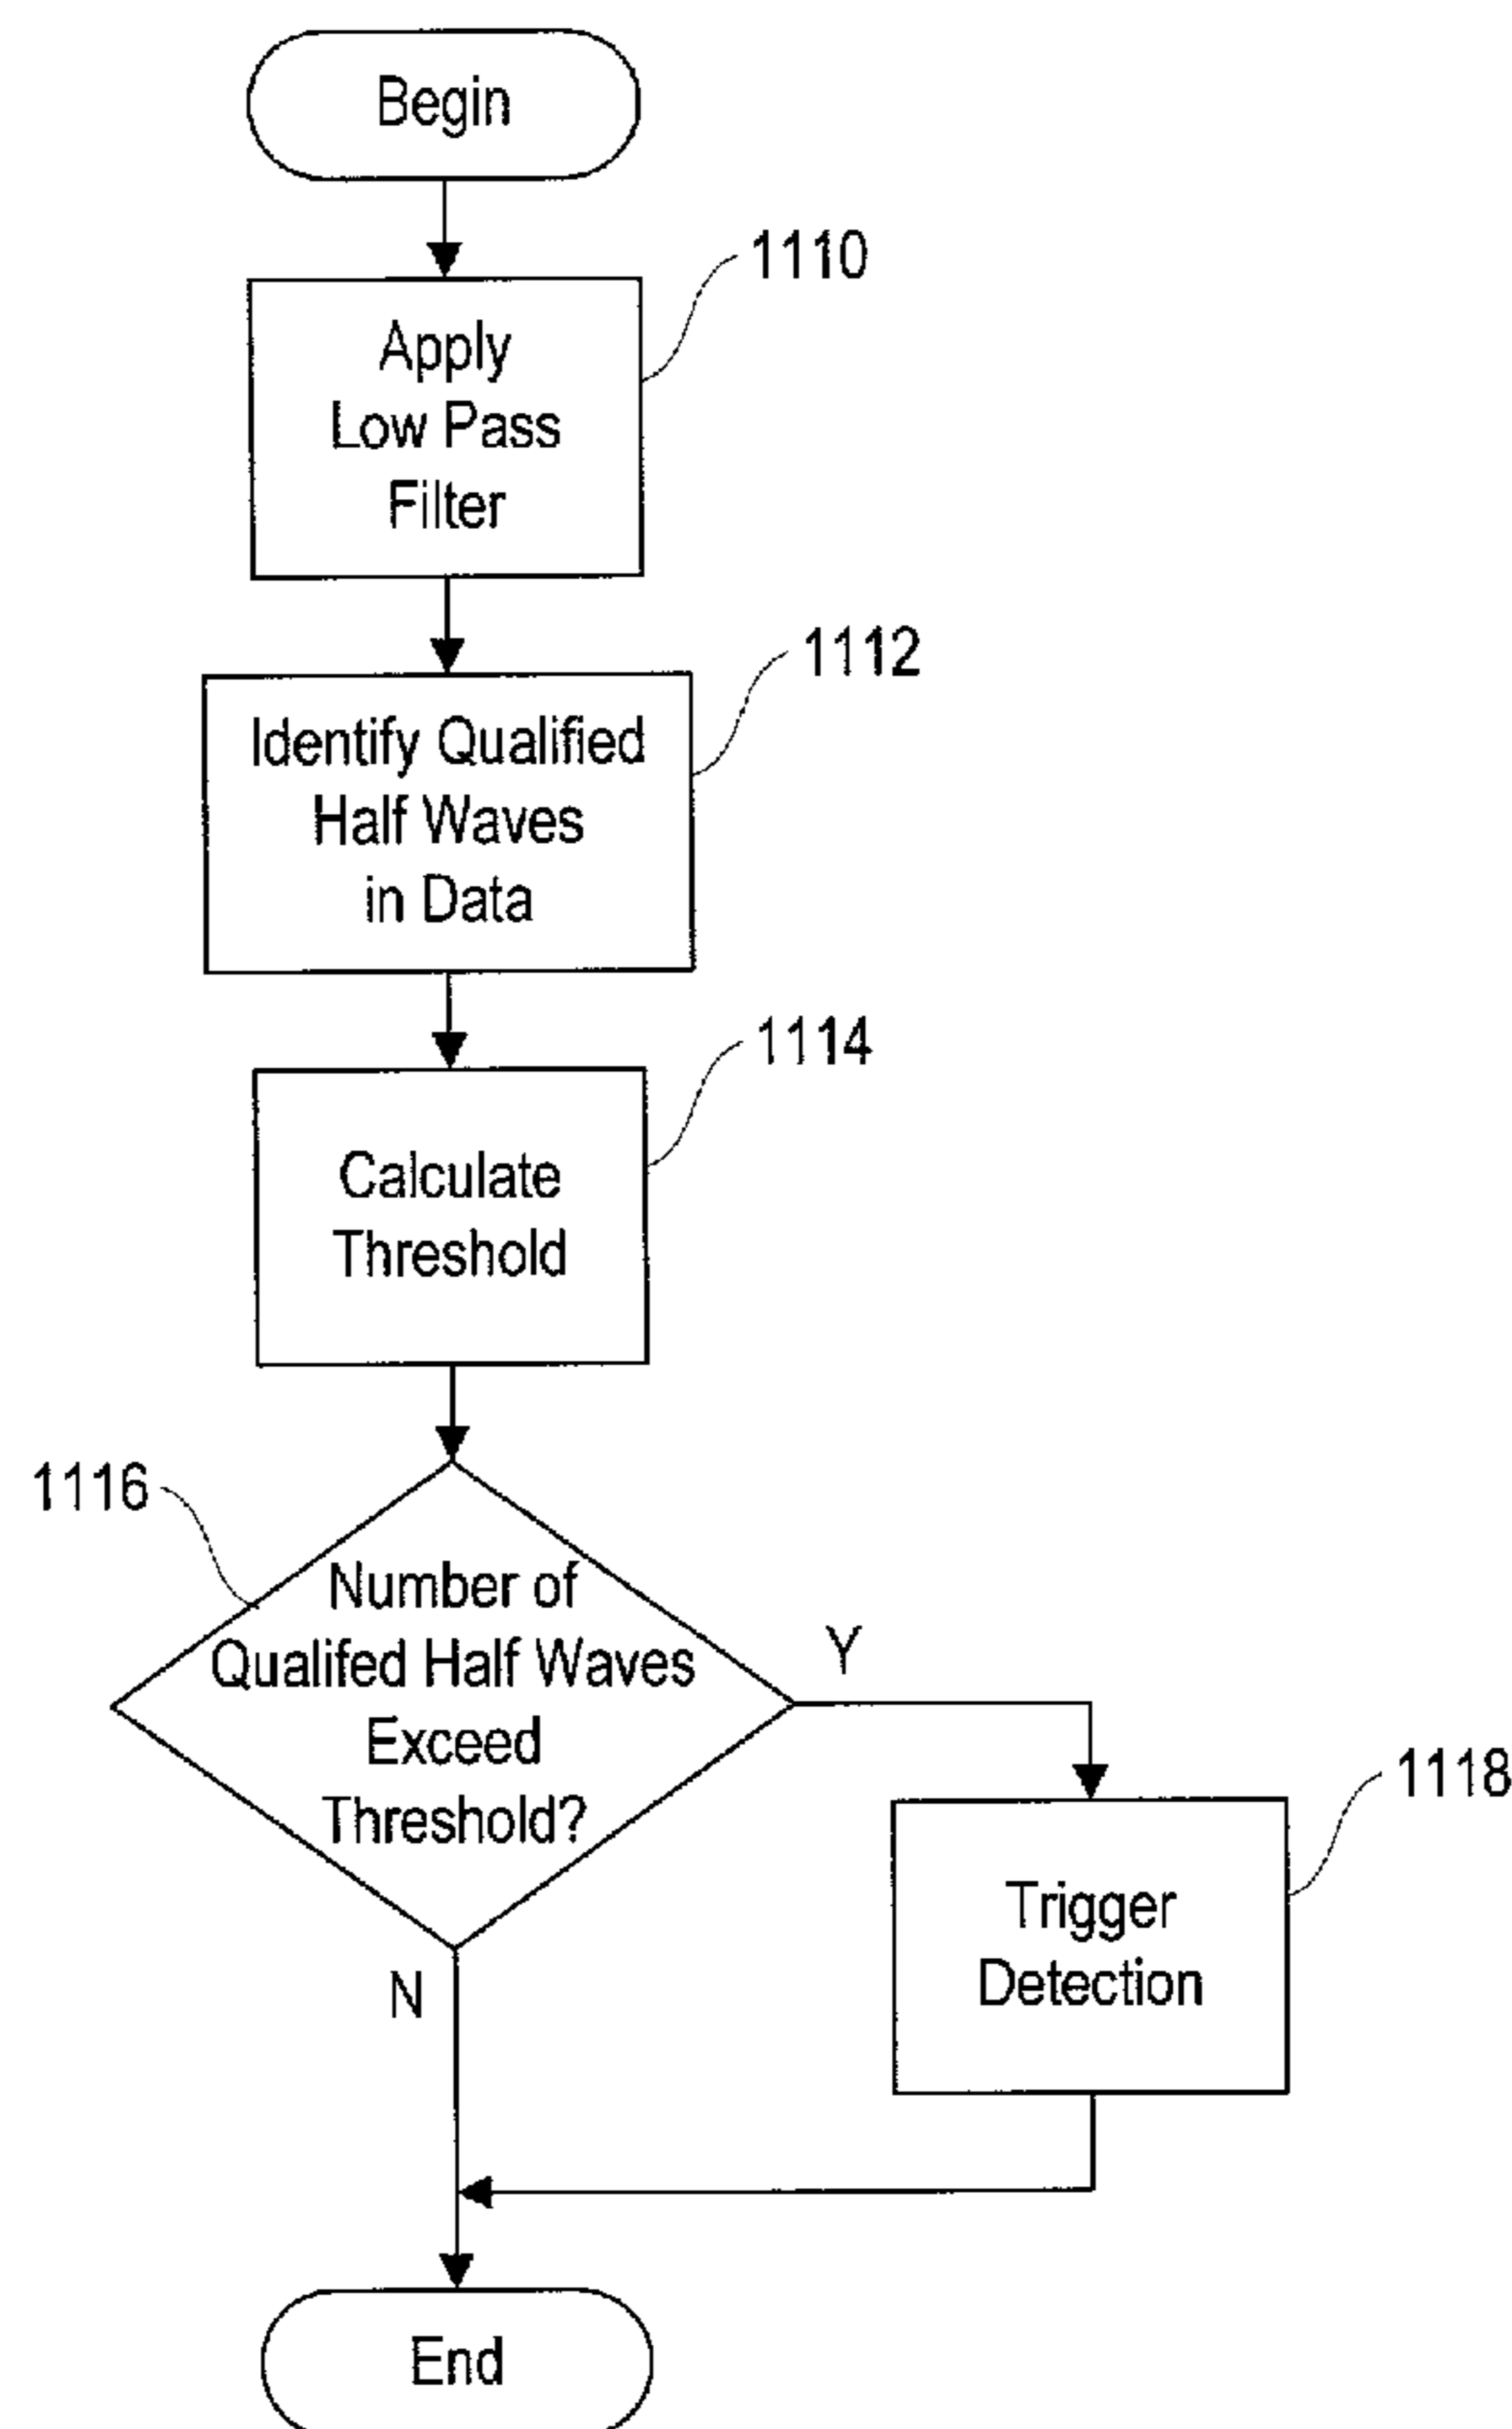 Begin
1110
Apply
Low Pass
Filter
1112
Identify Qualified
Half Waves
in Data
1114
Calculate
Threshold
1116
Number of
Qualifed Half Waves
Exceed
Threshold?
Y
1118
Trigger
Detection
N
End